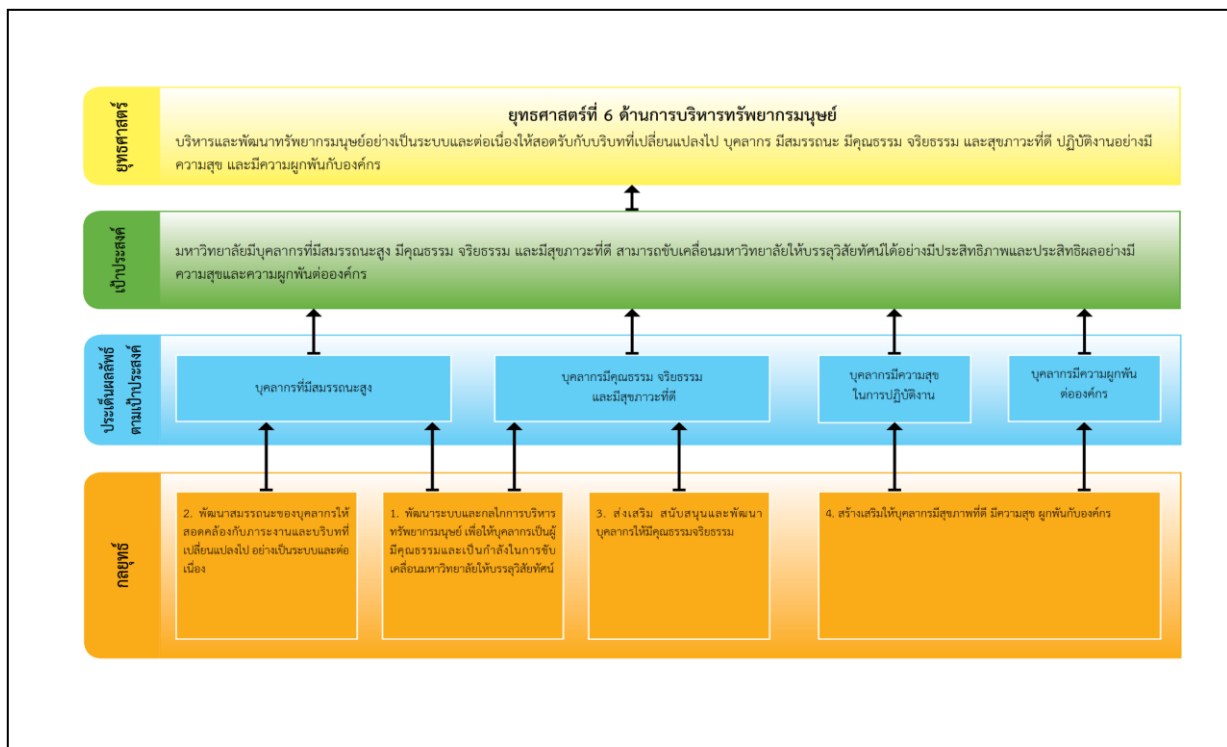 ยุทธศาสตร์
ยุทธศาสตร์ที่ 6 ด้านการบริหารทรัพยากรมนุษย์
บริหารและพัฒนาทรัพยากรมนุษย์อย่างเป็นระบบและต่อเนื่องให้สอดรับกับบริบทที่เปลี่ยนแปลงไป บุคลากร มีสมรรถนะ มีคุณธรรม จริยธรรม และสุขภาวะที่ดี ปฏิบัติงานอย่างมี
ความสุข และมีความผูกพันกับองค์กร
เป้าประสงค์
มหาวิทยาลัยมีบุคลากรที่มีสมรรถนะสูง มีคุณธรรม จริยธรรม และมีสุขภาวะที่ดี สามารถขับเคลื่อนมหาวิทยาลัยให้บรรลุวิสัยทัศน์ได้อย่างมีประสิทธิภาพและประสิทธิผลอย่างมี
ความสุขและความผูกพันต่อองค์กร
ประเด็นผลลัพธ์
ตามเป้าประสงค์
บุคลากรที่มีสมรรถนะสูง
บุคลากรมีคุณธรรม จริยธรรม
และมีสุขภาวะที่ดี
บุคลากรมีความสุข
ในการปฏิบัติงาน
บุคลากรมีความผูกพัน
ต่อองค์กร
กลยุทธ์
2. พัฒนาสมรรถนะของบุคลากรให้
สอดคล้องกับภาระงานและบริบทที่
เปลี่ยนแปลงไป อย่างเป็นระบบและต่อ
เนื่อง
1. พัฒนาระบบและกลไกการบริหาร
ทรัพยากรมนุษย์ เพื่อให้บุคลากรเป็นผู้
มีคุณธรรมและเป็นกำลังในการขับ
เคลื่อนมหาวิทยาลัยให้บรรลุวิสัยทัศน์
3. ส่งเสริม สนับสนุนและพัฒนา
บุคลากรให้มีคุณธรรมจริยธรรม
4. สร้างเสริมให้บุคลากรมีสุขภาพที่ดี มีความสุข ผูกพันกับองค์กร